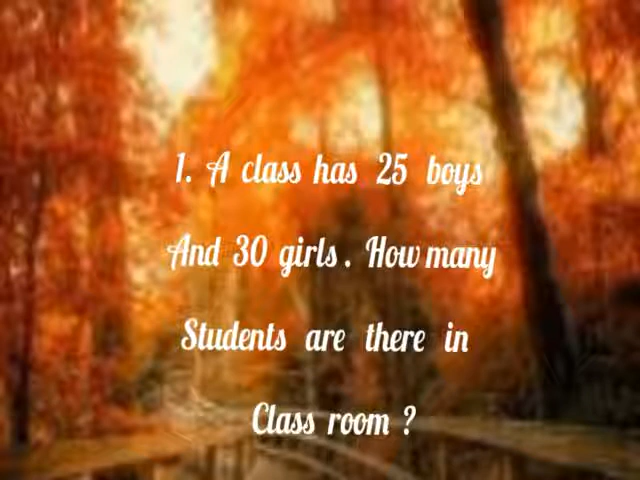 1. A class has 25 boys
And 30 girls. How many
Students are there in
Class room ?